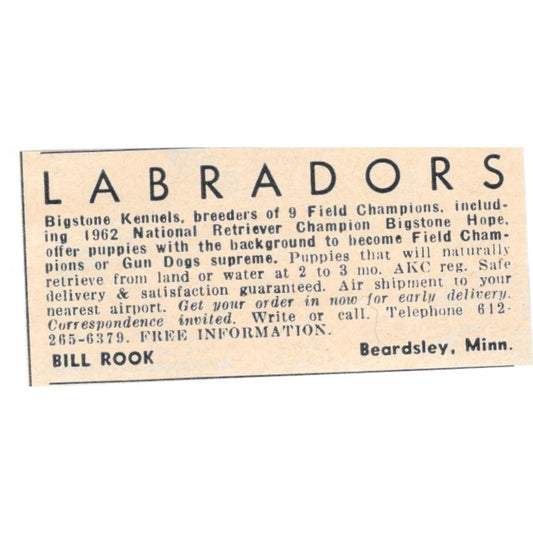 LABRADORS
Bigstone Kennels, breeders of 9 Field Champions, includ-
ing 1962 National Retriever Champion Bigstone Hope,
offer puppies with the background to become Field Cham-
pions or Gun Dogs supreme. Puppies that will naturally
retrieve from land or water at 2 to 3 mo. AKC reg. Safe
delivery & satisfaction guaranteed. Air shipment to your
nearest airport. Get your order in now for early delivery.
Correspondence invited. Write or call. Telephone 612-
265-6379. FREE INFORMATION.
BILL ROOK Beardsley, Minn.